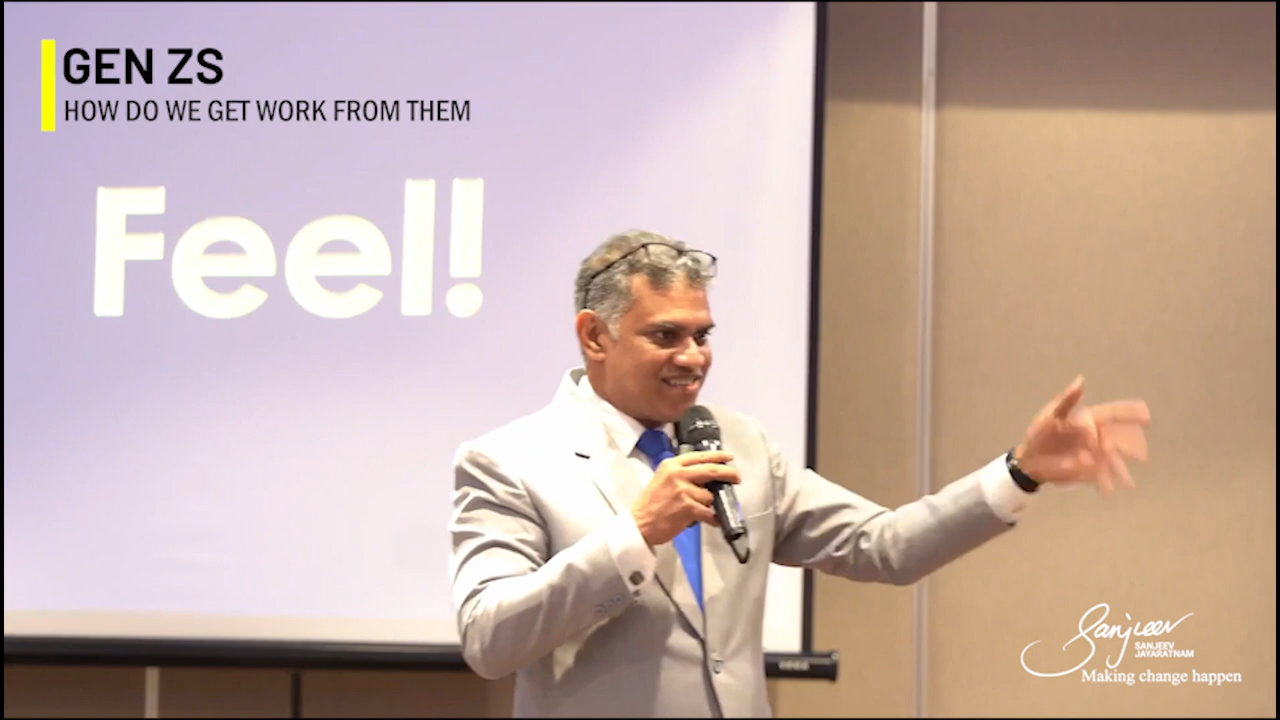 GEN ZS
HOW DO WE GET WORK FROM THEM
Feel!
Sanjeev
SANJEEV
JAYARATNAM
Making change happen